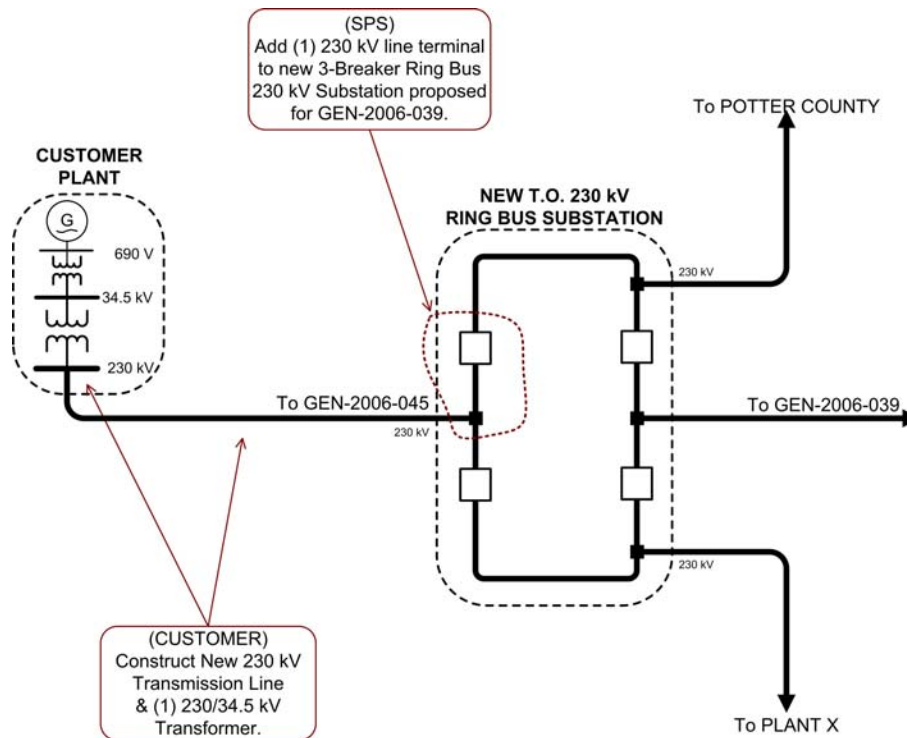 (SPS)
Add (1) 230 kV line terminal
to new 3-Breaker Ring Bus
230 kV Substation proposed
for GEN-2006-039.
To POTTER COUNTY
CUSTOMER
PLANT
G
690 V
34.5 kV
230 kV
NEW T.O. 230 kV
RING BUS SUBSTATION
230 kV
To GEN-2006-045
230 kV
To GEN-2006-039
230 kV
(CUSTOMER)
Construct New 230 kV
Transmission Line
& (1) 230/34.5 kV
Transformer.
To PLANT X